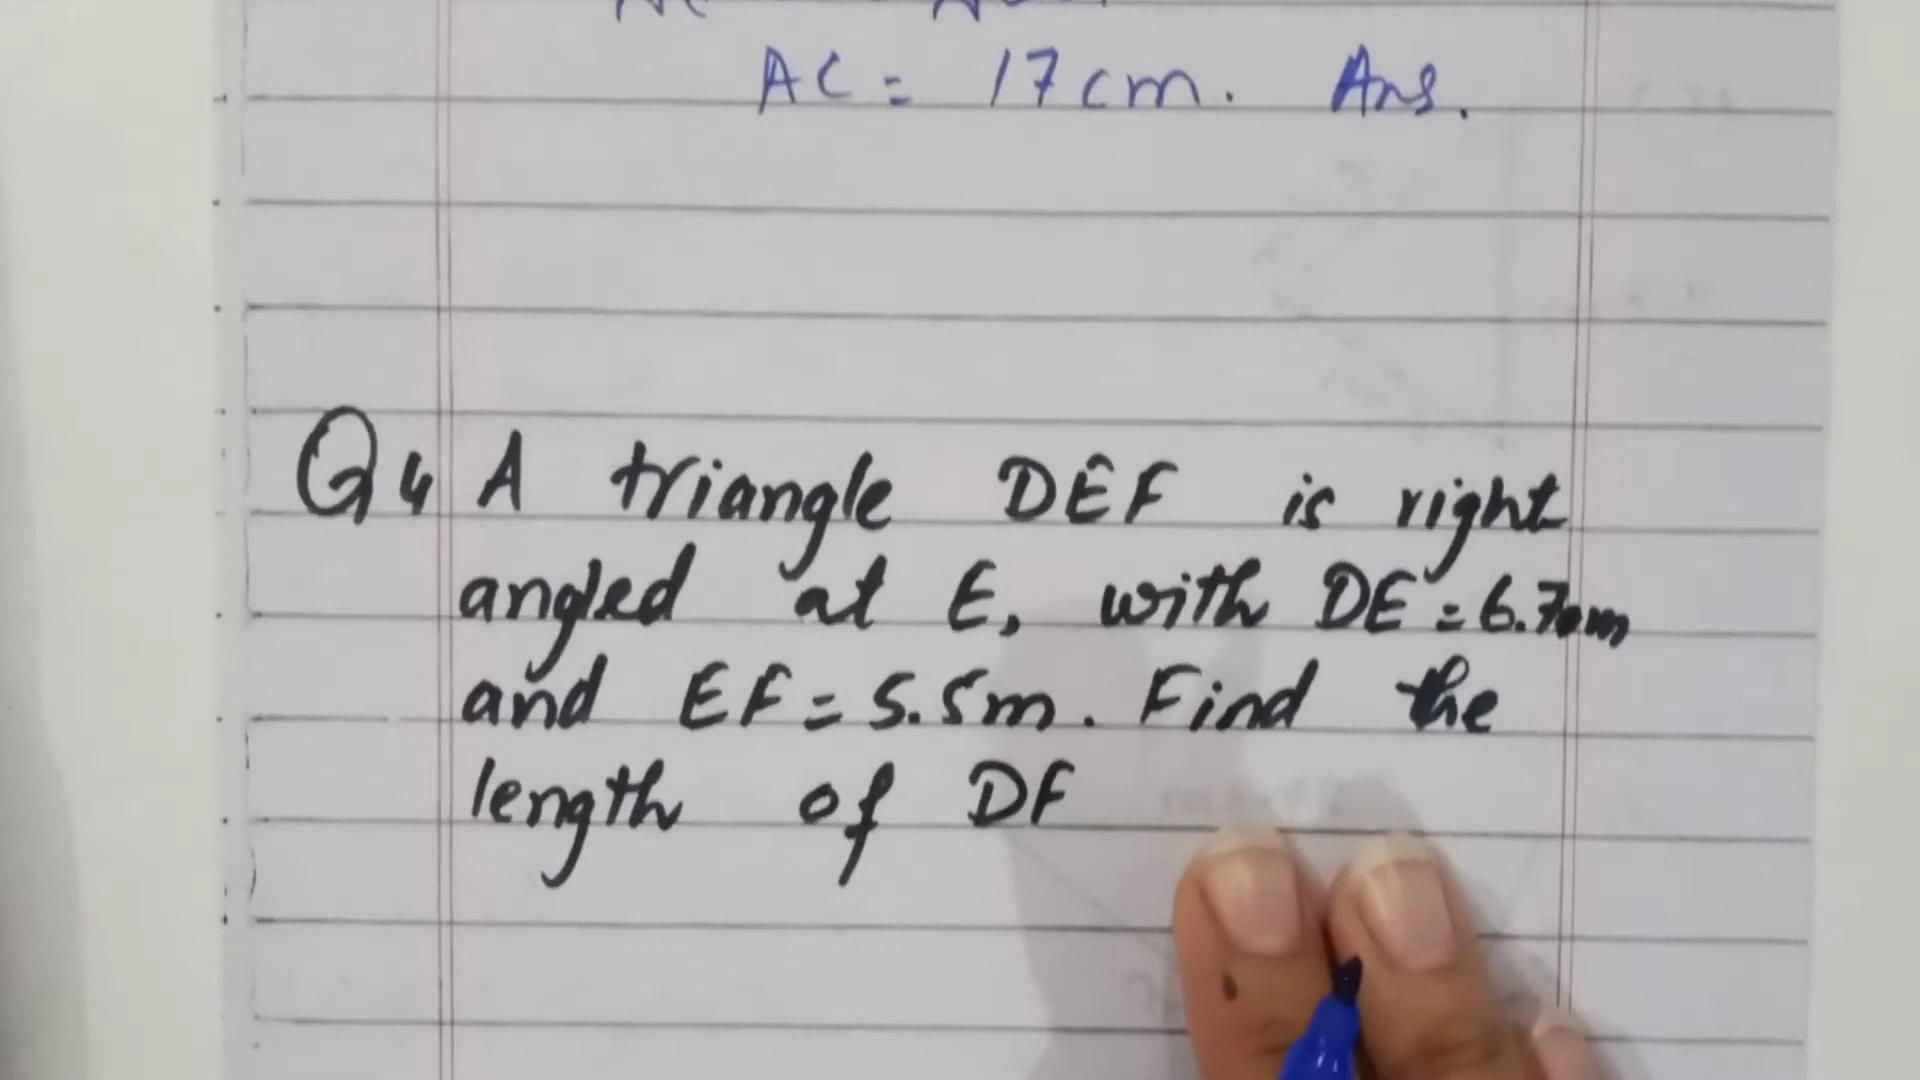 AC = 17cm. Ans.
Q4 A triangle DÊF is right
angled at E, with DE = 6.7m
and EF = 5.5m. Find the
length of DF